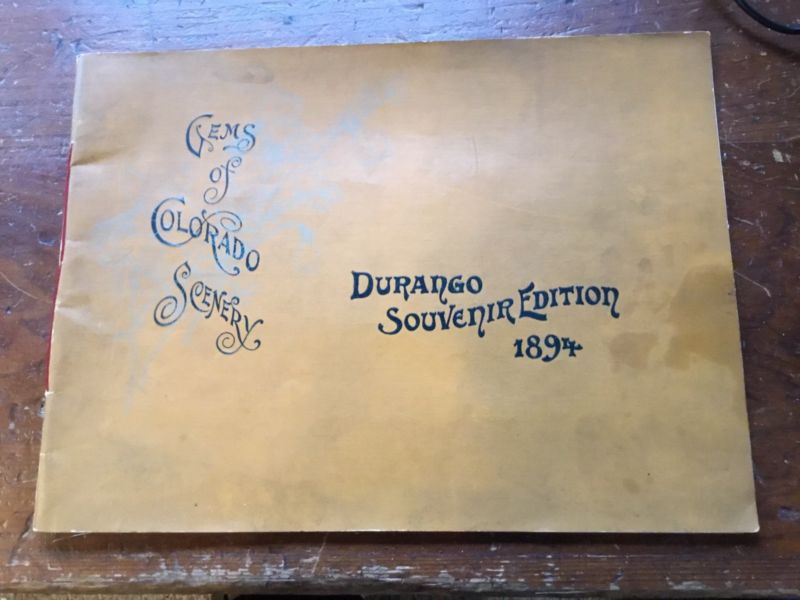 GEMS
of
COLORADO
SCENERY
DURANGO
SOUVENIR EDITION
1894